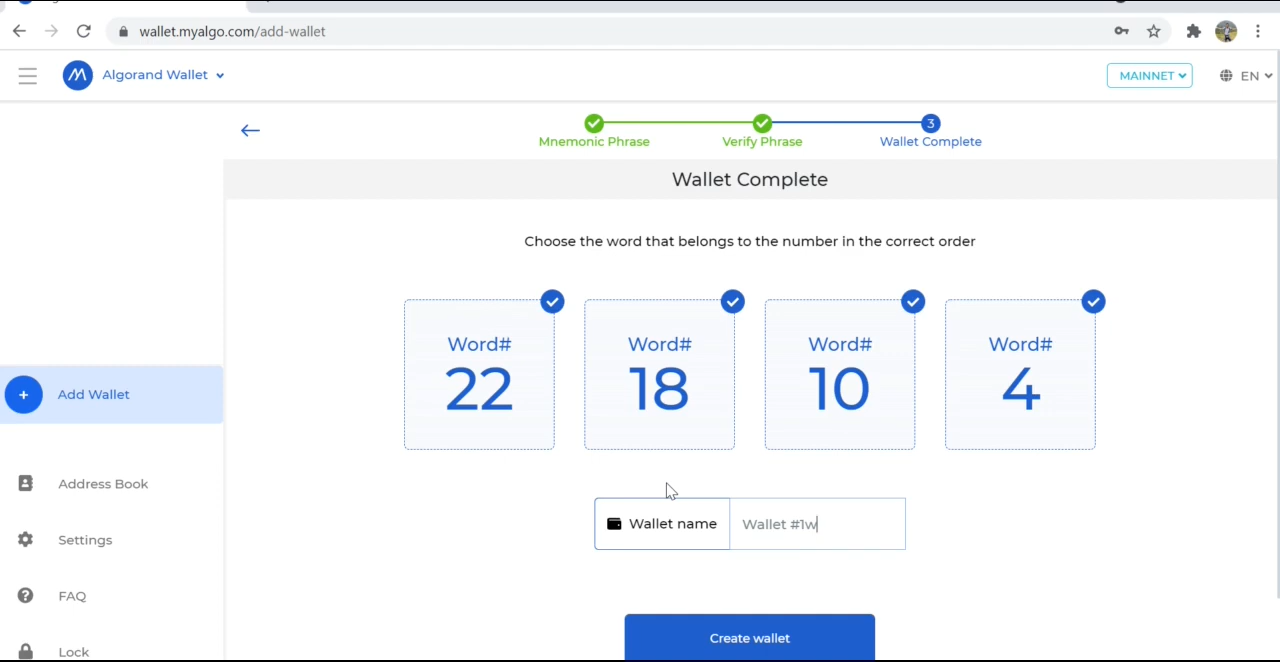 wallet.myalgo.com/add-wallet
Algorand Wallet
MAINNET
EN
3
Mnemonic Phrase
Verify Phrase
Wallet Complete
Wallet Complete
Choose the word that belongs to the number in the correct order
Word#
22
Word#
18
Word#
10
Word#
4
Add Wallet
Address Book
Settings
FAQ
Lock
Wallet name
Wallet #1w
Create wallet